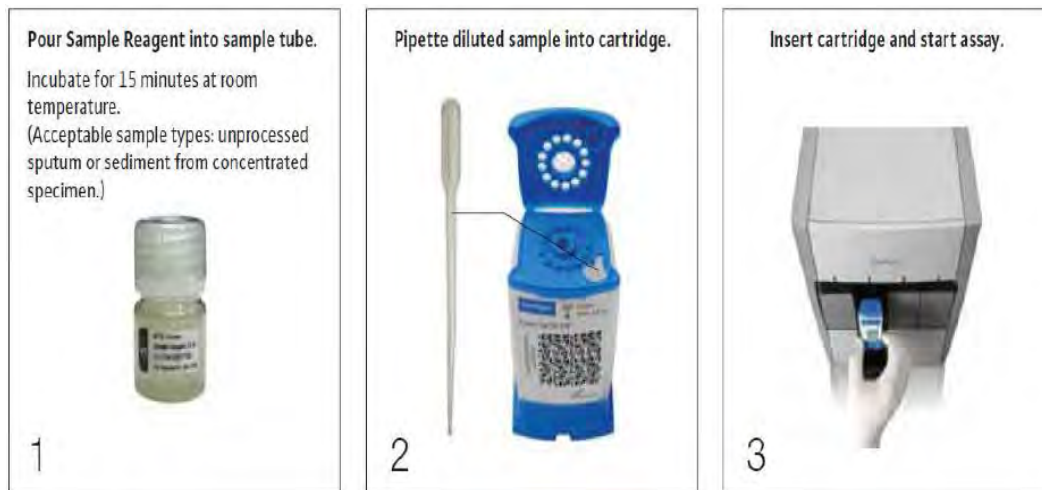 Pour Sample Reagent into sample tube.
Incubate for 15 minutes at room
temperature.
(Acceptable sample types: unprocessed
sputum or sediment from concentrated
specimen.)
1
Pipette diluted sample into cartridge.
2
Insert cartridge and start assay.
3